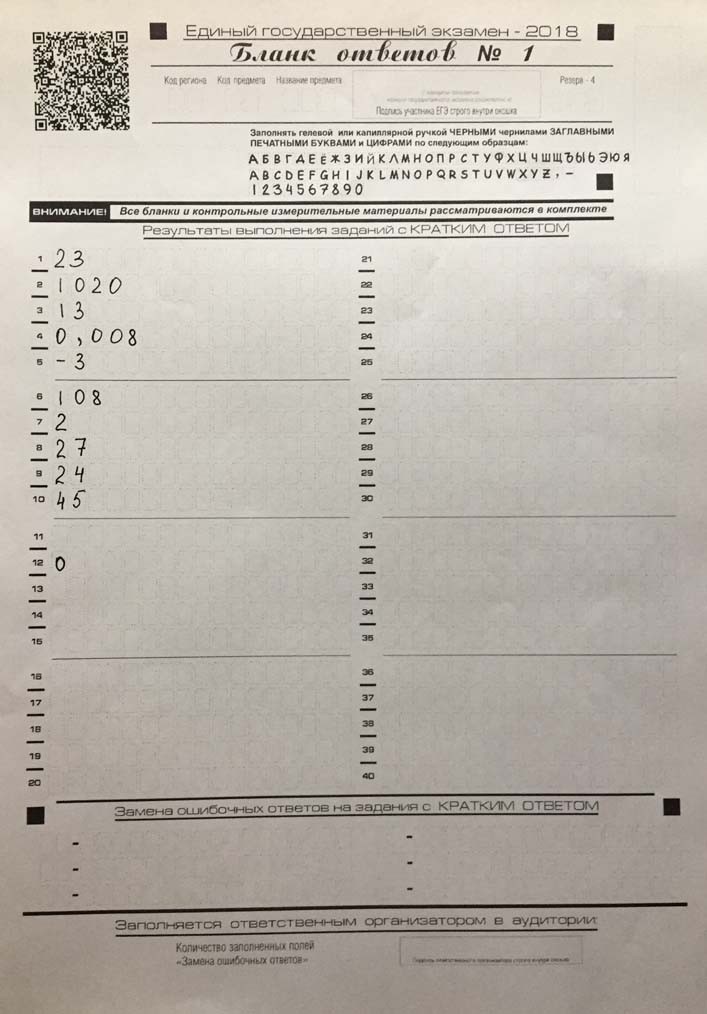 Единый государственный экзамен - 2018
Бланк ответов № 1
Код региона Код предмета Название предмета Резерв - 4
Подпись участника ЕГЭ строго внутри окошка
Заполнять гелевой или капиллярной ручкой ЧЕРНЫМИ чернилами ЗАГЛАВНЫМИ
ПЕЧАТНЫМИ БУКВАМИ и ЦИФРАМИ по следующим образцам:
АБВГДЕЁЖЗИЙКЛМНОПРСТУФХЦЧШЩЪЫЬЭЮЯ
ABCDEFGHIJKLMNOPQRSTUVWXYZ,-
1234567890
ВНИМАНИЕ! Все бланки и контрольные измерительные материалы рассматриваются в комплекте
Результаты выполнения заданий с КРАТКИМ ОТВЕТОМ
1 23 21
2 1020 22
3 13 23
4 0,008 24
5 -3 25
6 108 26
7 2 27
8 27 28
9 24 29
10 45 30
11 31
12 0 32
13 33
14 34
15 35
16 36
17 37
18 38
19 39
20 40
Замена ошибочных ответов на задания с КРАТКИМ ОТВЕТОМ
- -
- -
- -
Заполняется ответственным организатором в аудитории:
Количество заполненных полей
«Замена ошибочных ответов»
Подпись ответственного организатора строго внутри окошка